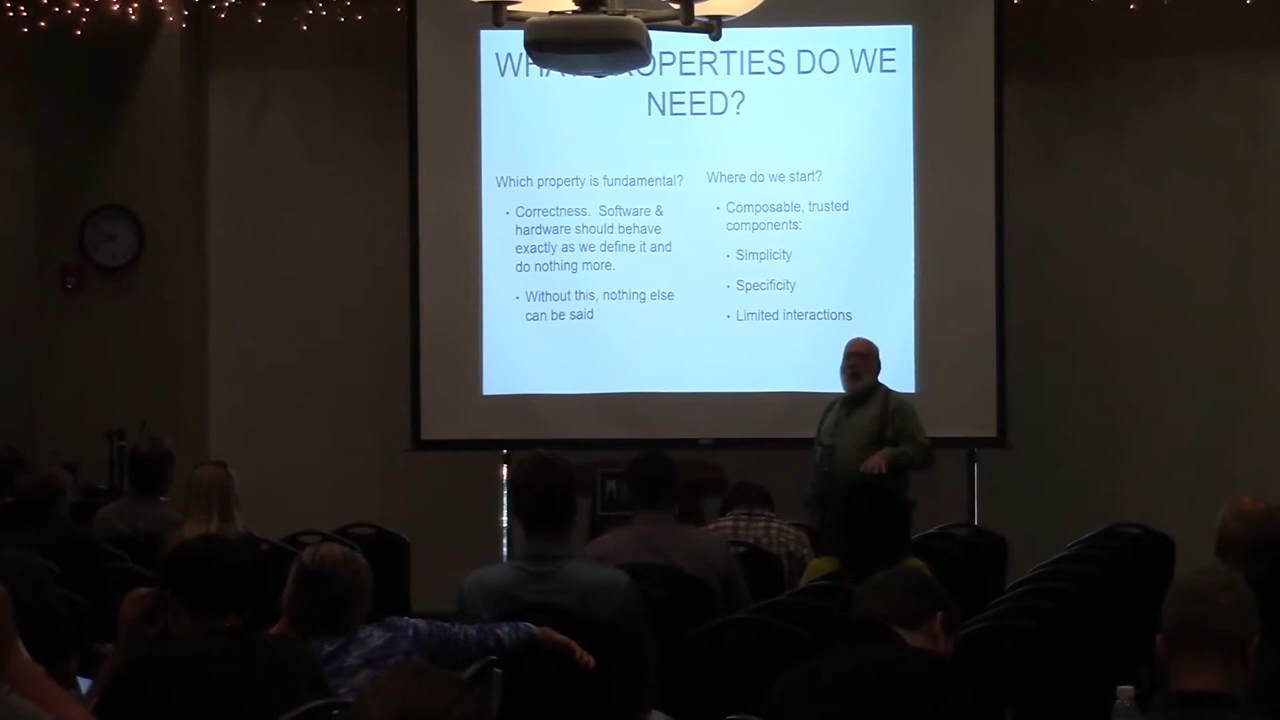 WHAT PROPERTIES DO WE
NEED?
Which property is fundamental?
· Correctness. Software &
hardware should behave
exactly as we define it and
do nothing more.
· Without this, nothing else
can be said
Where do we start?
· Composable, trusted
components:
· Simplicity
· Specificity
· Limited interactions